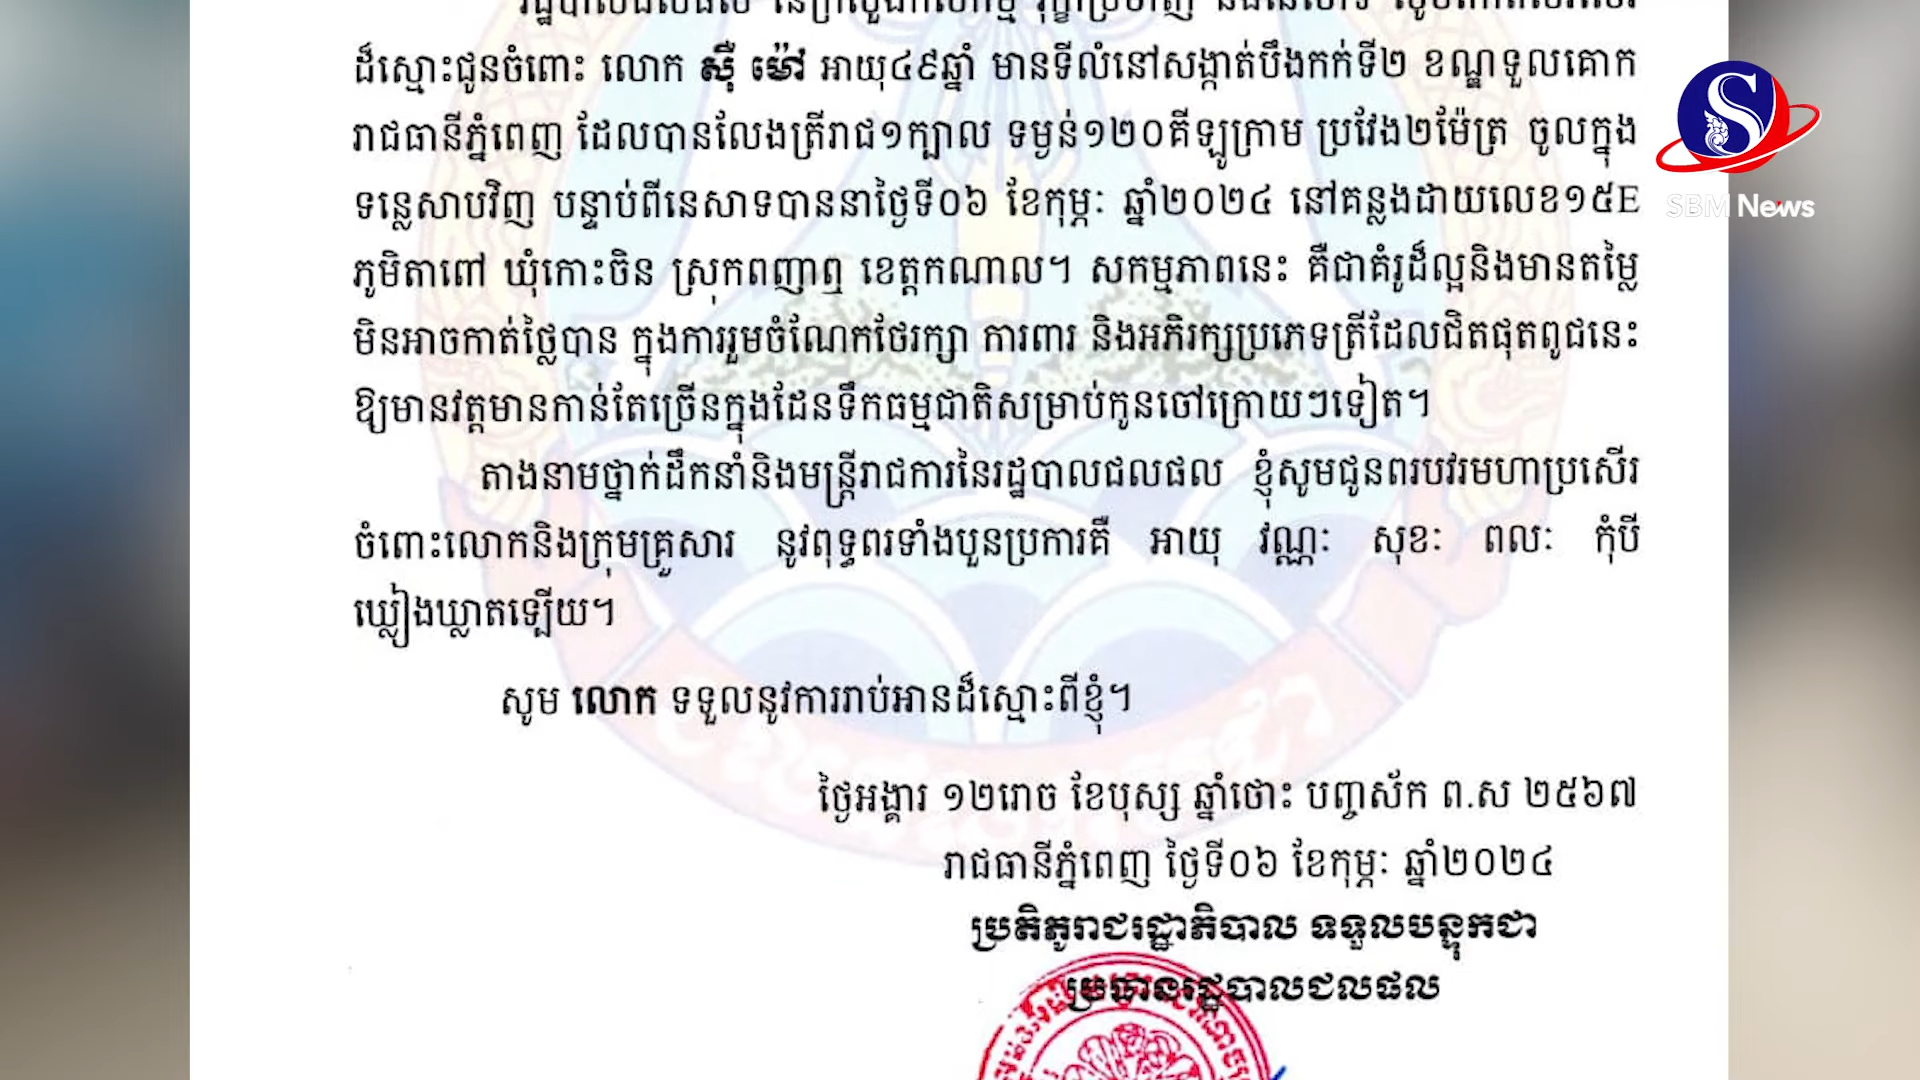 ដ៏ស្មោះជូនចំពោះ លោក ស៊ឺ ម៉ៅ អាយុ៤៩ឆ្នាំ មានទីលំនៅសង្កាត់បឹងកក់ទី២ ខណ្ឌទួលគោក
រាជធានីភ្នំពេញ ដែលបានលែងត្រីរាជ១ក្បាល ទម្ងន់១២០គីឡូក្រាម ប្រវែង២ម៉ែត្រ ចូលក្នុង
ទន្លេសាបវិញ បន្ទាប់ពីនេសាទបាននាថ្ងៃទី០៦ ខែកុម្ភៈ ឆ្នាំ២០២៤ នៅគន្លងដាយលេខ១៥E
ភូមិតាពៅ ឃុំកោះចិន ស្រុកពញាឮ ខេត្តកណាល។ សកម្មភាពនេះ គឺជាគំរូដ៏ល្អនិងមានតម្លៃ
មិនអាចកាត់ថ្លៃបាន ក្នុងការរួមចំណែកថែរក្សា ការពារ និងអភិរក្សប្រភេទត្រីដែលជិតផុតពូជនេះ
ឱ្យមានវត្តមានកាន់តែច្រើនក្នុងដែនទឹកធម្មជាតិសម្រាប់កូនចៅក្រោយៗទៀត។
តាងនាមថ្នាក់ដឹកនាំនិងមន្ត្រីរាជការនៃរដ្ឋបាលជលផល ខ្ញុំសូមជូនពរបវរមហាប្រសើរ
ចំពោះលោកនិងក្រុមគ្រួសារ នូវពុទ្ធពរទាំងបួនប្រការគឺ អាយុ វណ្ណៈ សុខៈ ពលៈ កុំបី
ឃ្លៀងឃ្លាតឡើយ។
សូម លោក ទទួលនូវការរាប់អានដ៏ស្មោះពីខ្ញុំ។
ថ្ងៃអង្គារ ១២រោច ខែបុស្ស ឆ្នាំថោះ បញ្ចស័ក ព.ស ២៥៦៧
រាជធានីភ្នំពេញ ថ្ងៃទី០៦ ខែកុម្ភៈ ឆ្នាំ២០២៤
ប្រតិភូរាជរដ្ឋាភិបាល ទទួលបន្ទុកជា
ប្រធានរដ្ឋបាលជលផល
SBM News